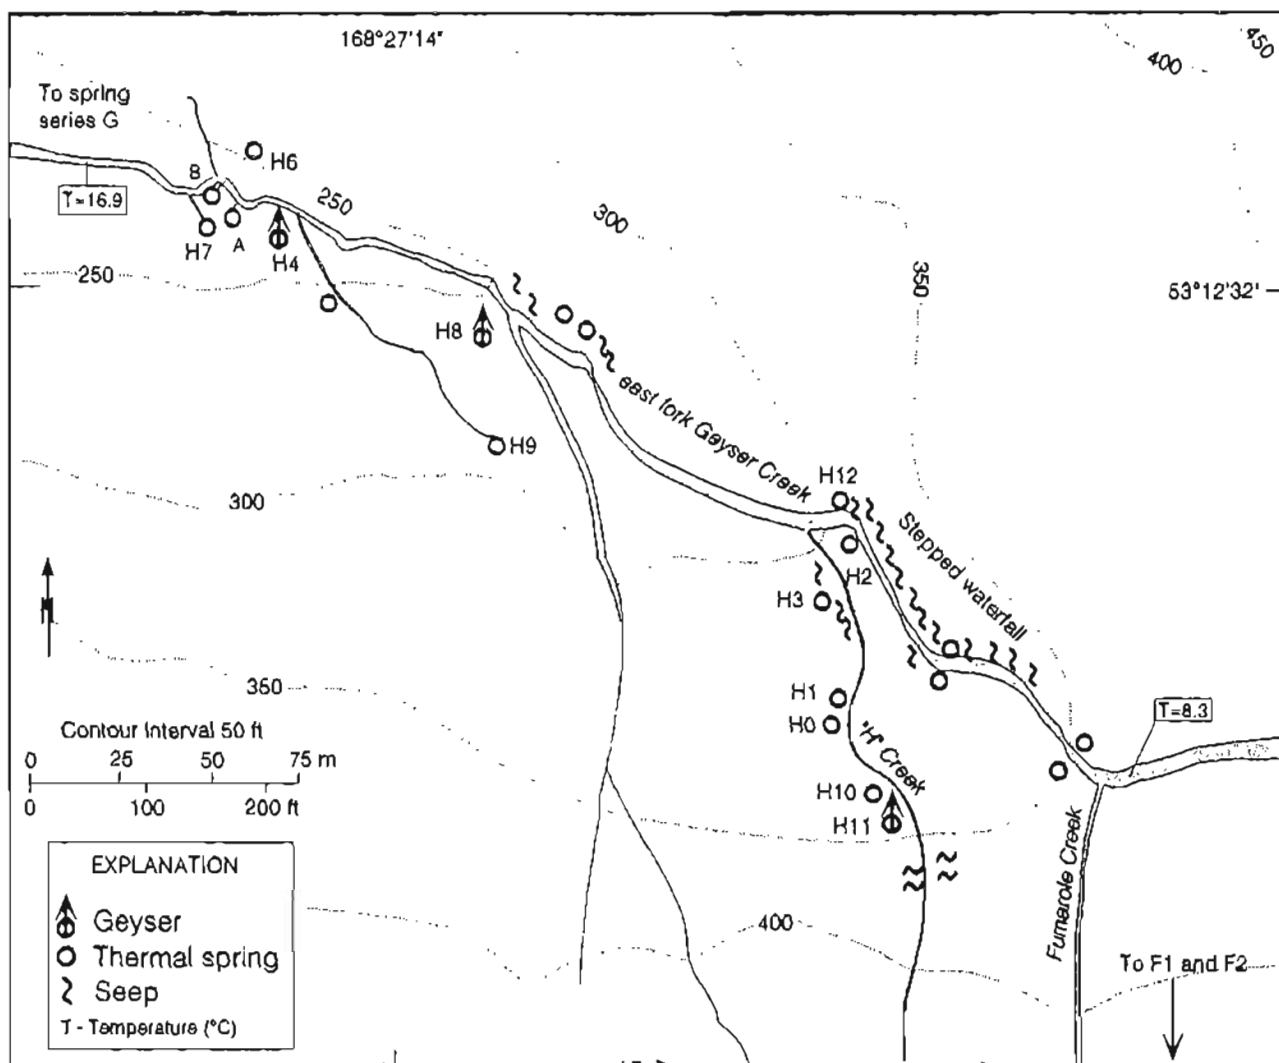 168°27'14"
450
400
To spring
series G
H6
B
T=16.9
250
300
H7
A
H4
250
350
53°12'32'
H8
east fork Geyser Creek
H9
H12
300
Stepped waterfall
H2
H3
N
350
H1
T=8.3
H0
"H" Creek
Contour Interval 50 ft
0 25 50 75 m
0 100 200 ft
H10
H11
EXPLANATION
Geyser
Thermal spring
Seep
T - Temperature (°C)
400
Fumarole Creek
To F1 and F2